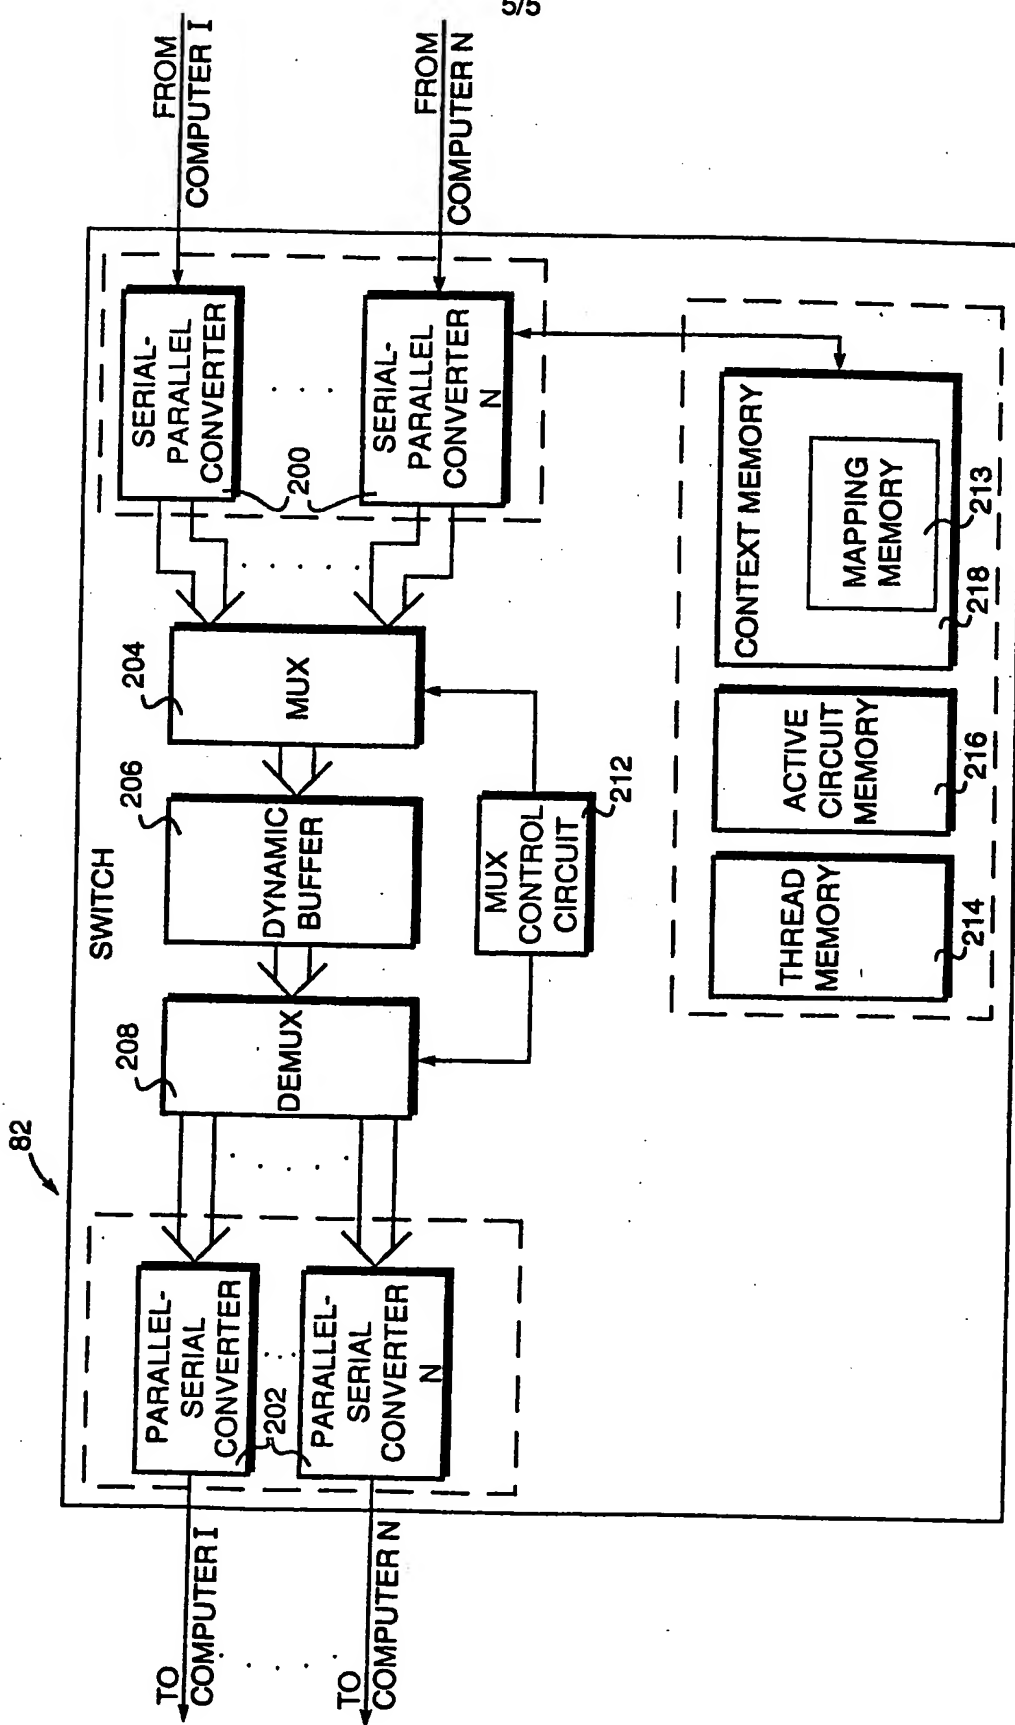 5/5
82
SWITCH
FROM
COMPUTER I
FROM
COMPUTER N
SERIAL-
PARALLEL
CONVERTER
SERIAL-
PARALLEL
CONVERTER
N
200
204
MUX
206
DYNAMIC
BUFFER
208
DEMUX
MUX
CONTROL
CIRCUIT
212
PARALLEL-
SERIAL
CONVERTER
202
PARALLEL-
SERIAL
CONVERTER
N
TO
COMPUTER I
TO
COMPUTER N
CONTEXT MEMORY
MAPPING
MEMORY
213
218
ACTIVE
CIRCUIT
MEMORY
216
THREAD
MEMORY
214